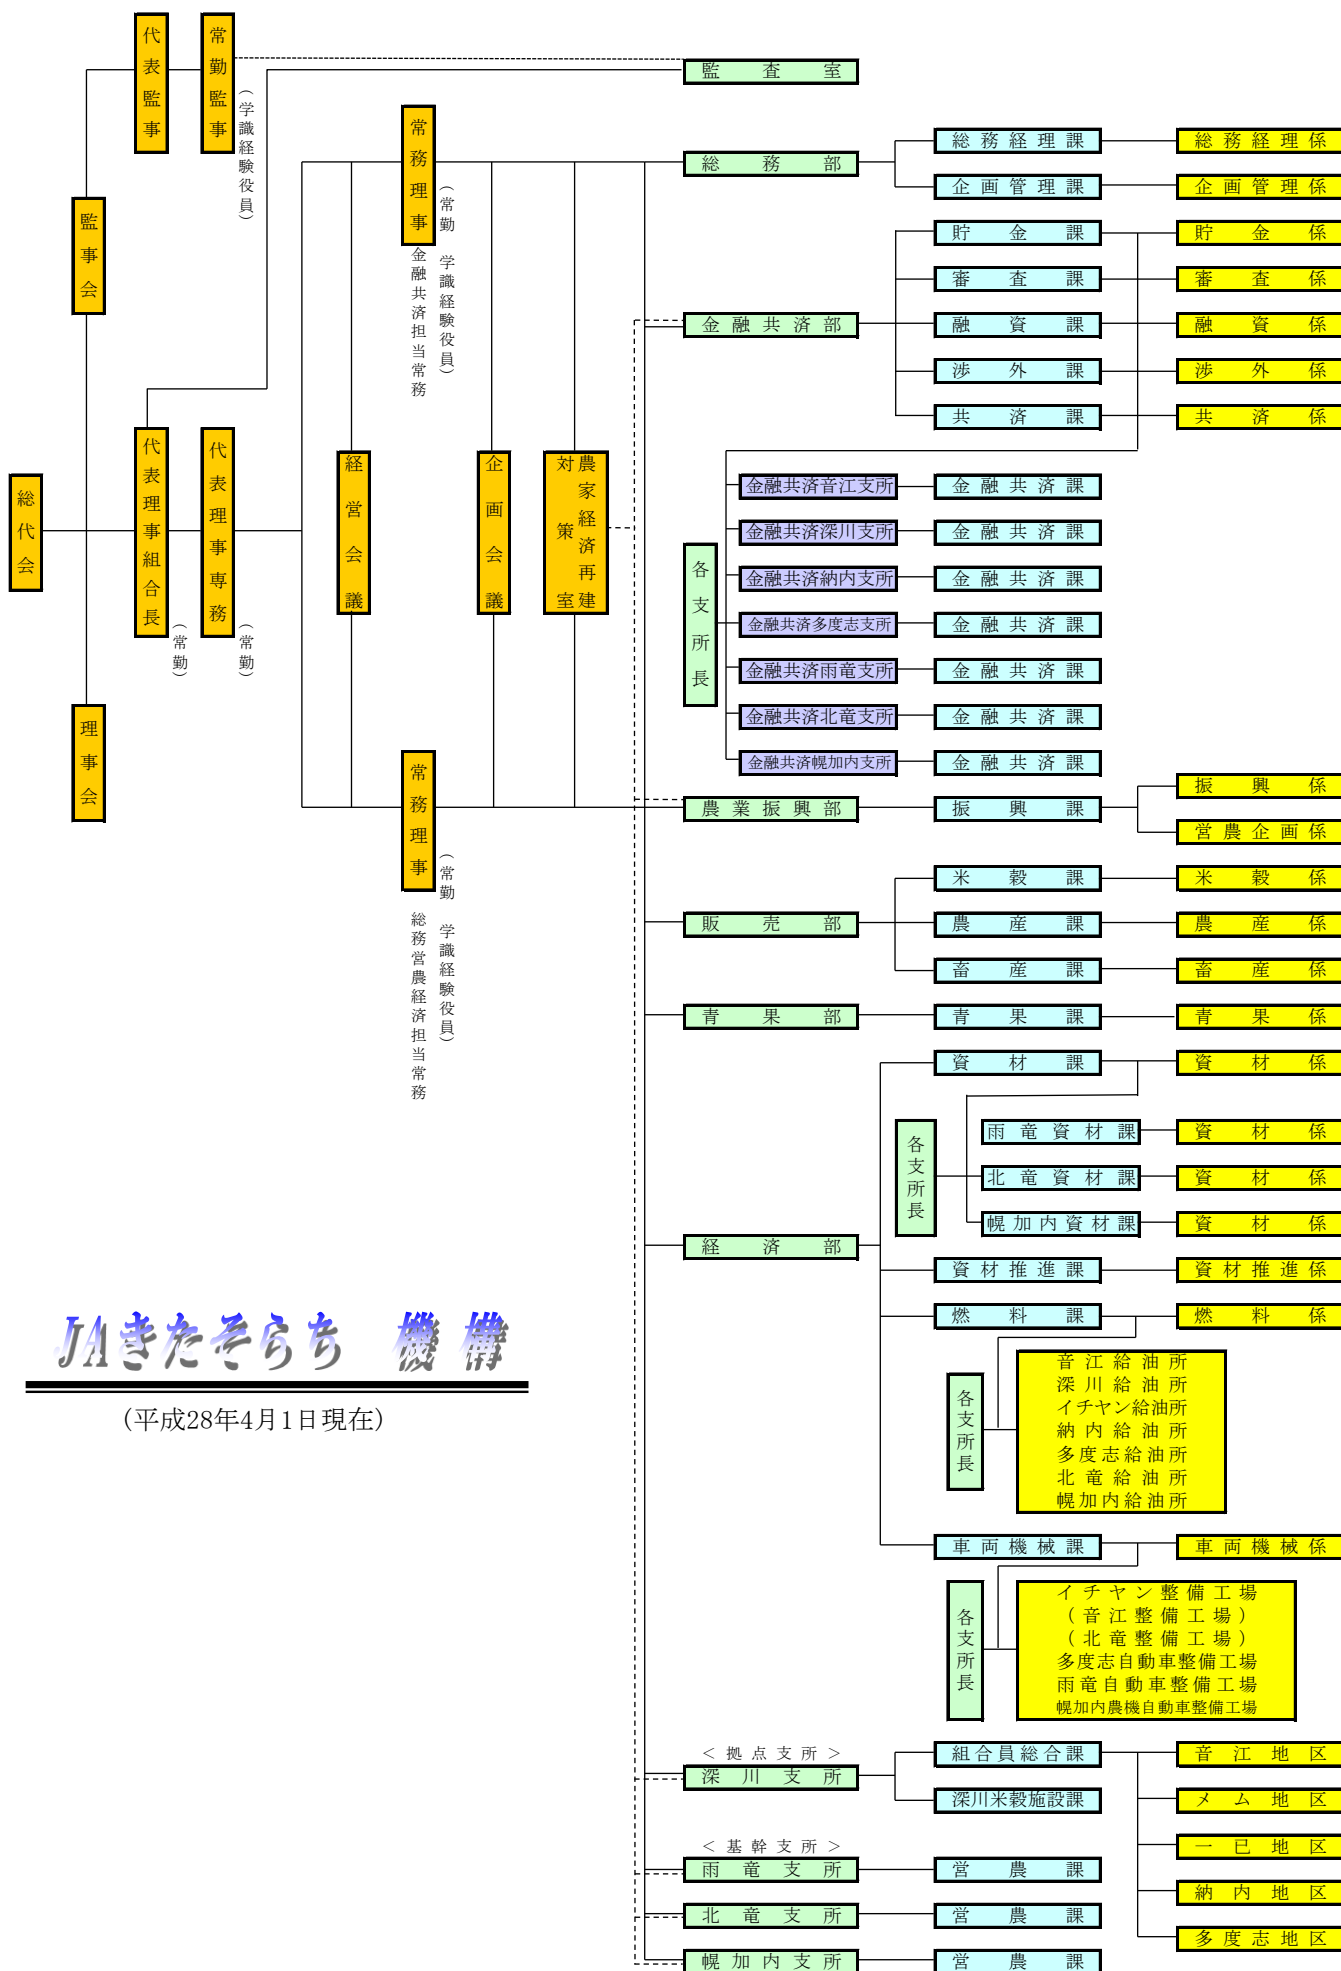 代表監事
常勤監事
（学識経験役員）
監査室
監事会
常務理事
（常勤　学識経験役員）
金融共済担当常務
総務部
総務経理課
総務経理係
企画管理課
企画管理係
金融共済部
貯金課
貯金係
審査課
審査係
融資課
融資係
渉外課
渉外係
共済課
共済係
総代会
代表理事組合長
（常勤）
代表理事専務
（常勤）
経営会議
企画会議
農家経済再建
対策室
各支所長
金融共済音江支所
金融共済課
金融共済深川支所
金融共済課
金融共済納内支所
金融共済課
金融共済多度志支所
金融共済課
金融共済雨竜支所
金融共済課
金融共済北竜支所
金融共済課
金融共済幌加内支所
金融共済課
理事会
常務理事
（常勤　学識経験役員）
総務営農経済担当常務
農業振興部
振興課
振興係
営農企画係
販売部
米穀課
米穀係
農産課
農産係
畜産課
畜産係
青果部
青果課
青果係
経済部
資材課
資材係
各支所長
雨竜資材課
資材係
北竜資材課
資材係
幌加内資材課
資材係
資材推進課
資材推進係
燃料課
燃料係
各支所長
音江給油所
深川給油所
イチヤン給油所
納内給油所
多度志給油所
北竜給油所
幌加内給油所
車両機械課
車両機械係
各支所長
イチヤン整備工場
（音江整備工場）
（北竜整備工場）
多度志自動車整備工場
雨竜自動車整備工場
幌加内農機自動車整備工場
JAきたそらち　機構
（平成28年4月1日現在）
＜拠点支所＞
深川支所
組合員総合課
音江地区
深川米穀施設課
メム地区
一已地区
納内地区
多度志地区
＜基幹支所＞
雨竜支所
営農課
北竜支所
営農課
幌加内支所
営農課